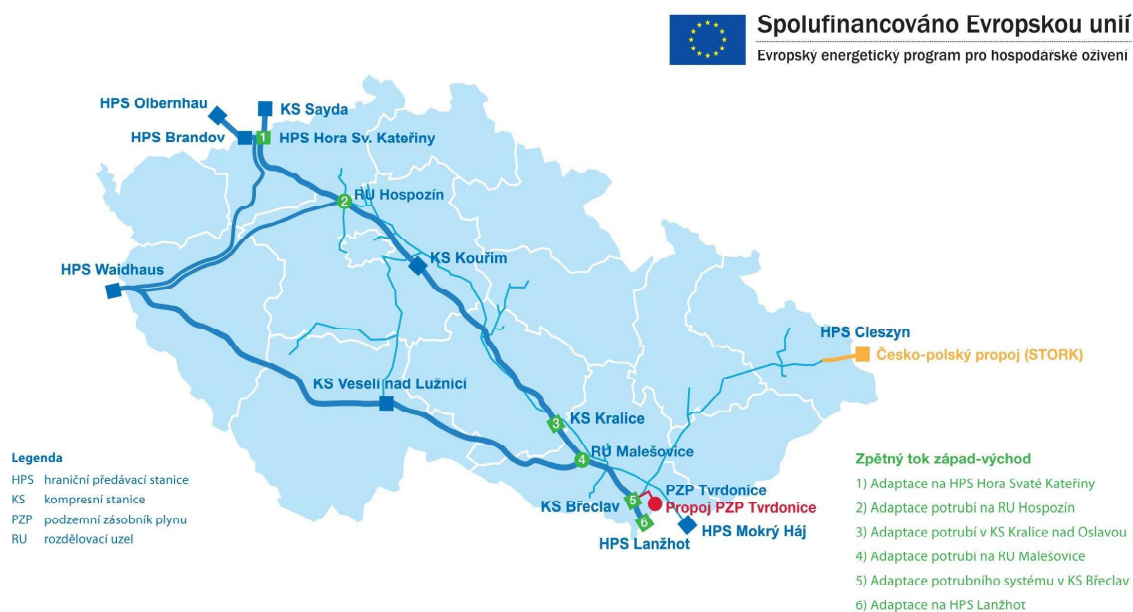 Spolufinancováno Evropskou unií
Evropský energetický program pro hospodářské oživení
HPS Olbernhau
KS Sayda
HPS Brandov
1
HPS Hora Sv. Kateřiny
RU Hospozín
2
KS Kouřim
HPS Waidhaus
HPS Cieszyn
Česko-polský propoj (STORK)
KS Veselí nad Lužnicí
3
KS Kralice
4
RU Malešovice
PZP Tvrdonice
KS Břeclav
5
Propoj PZP Tvrdonice
6
HPS Lanžhot
HPS Mokrý Háj
Legenda
HPS hraniční předávací stanice
KS kompresní stanice
PZP podzemní zásobník plynu
RU rozdělovací uzel
Zpětný tok západ-východ
1) Adaptace na HPS Hora Svaté Kateřiny
2) Adaptace potrubí na RU Hospozín
3) Adaptace potrubí v KS Kralice nad Oslavou
4) Adaptace potrubí na RU Malešovice
5) Adaptace potrubního systému v KS Břeclav
6) Adaptace na HPS Lanžhot